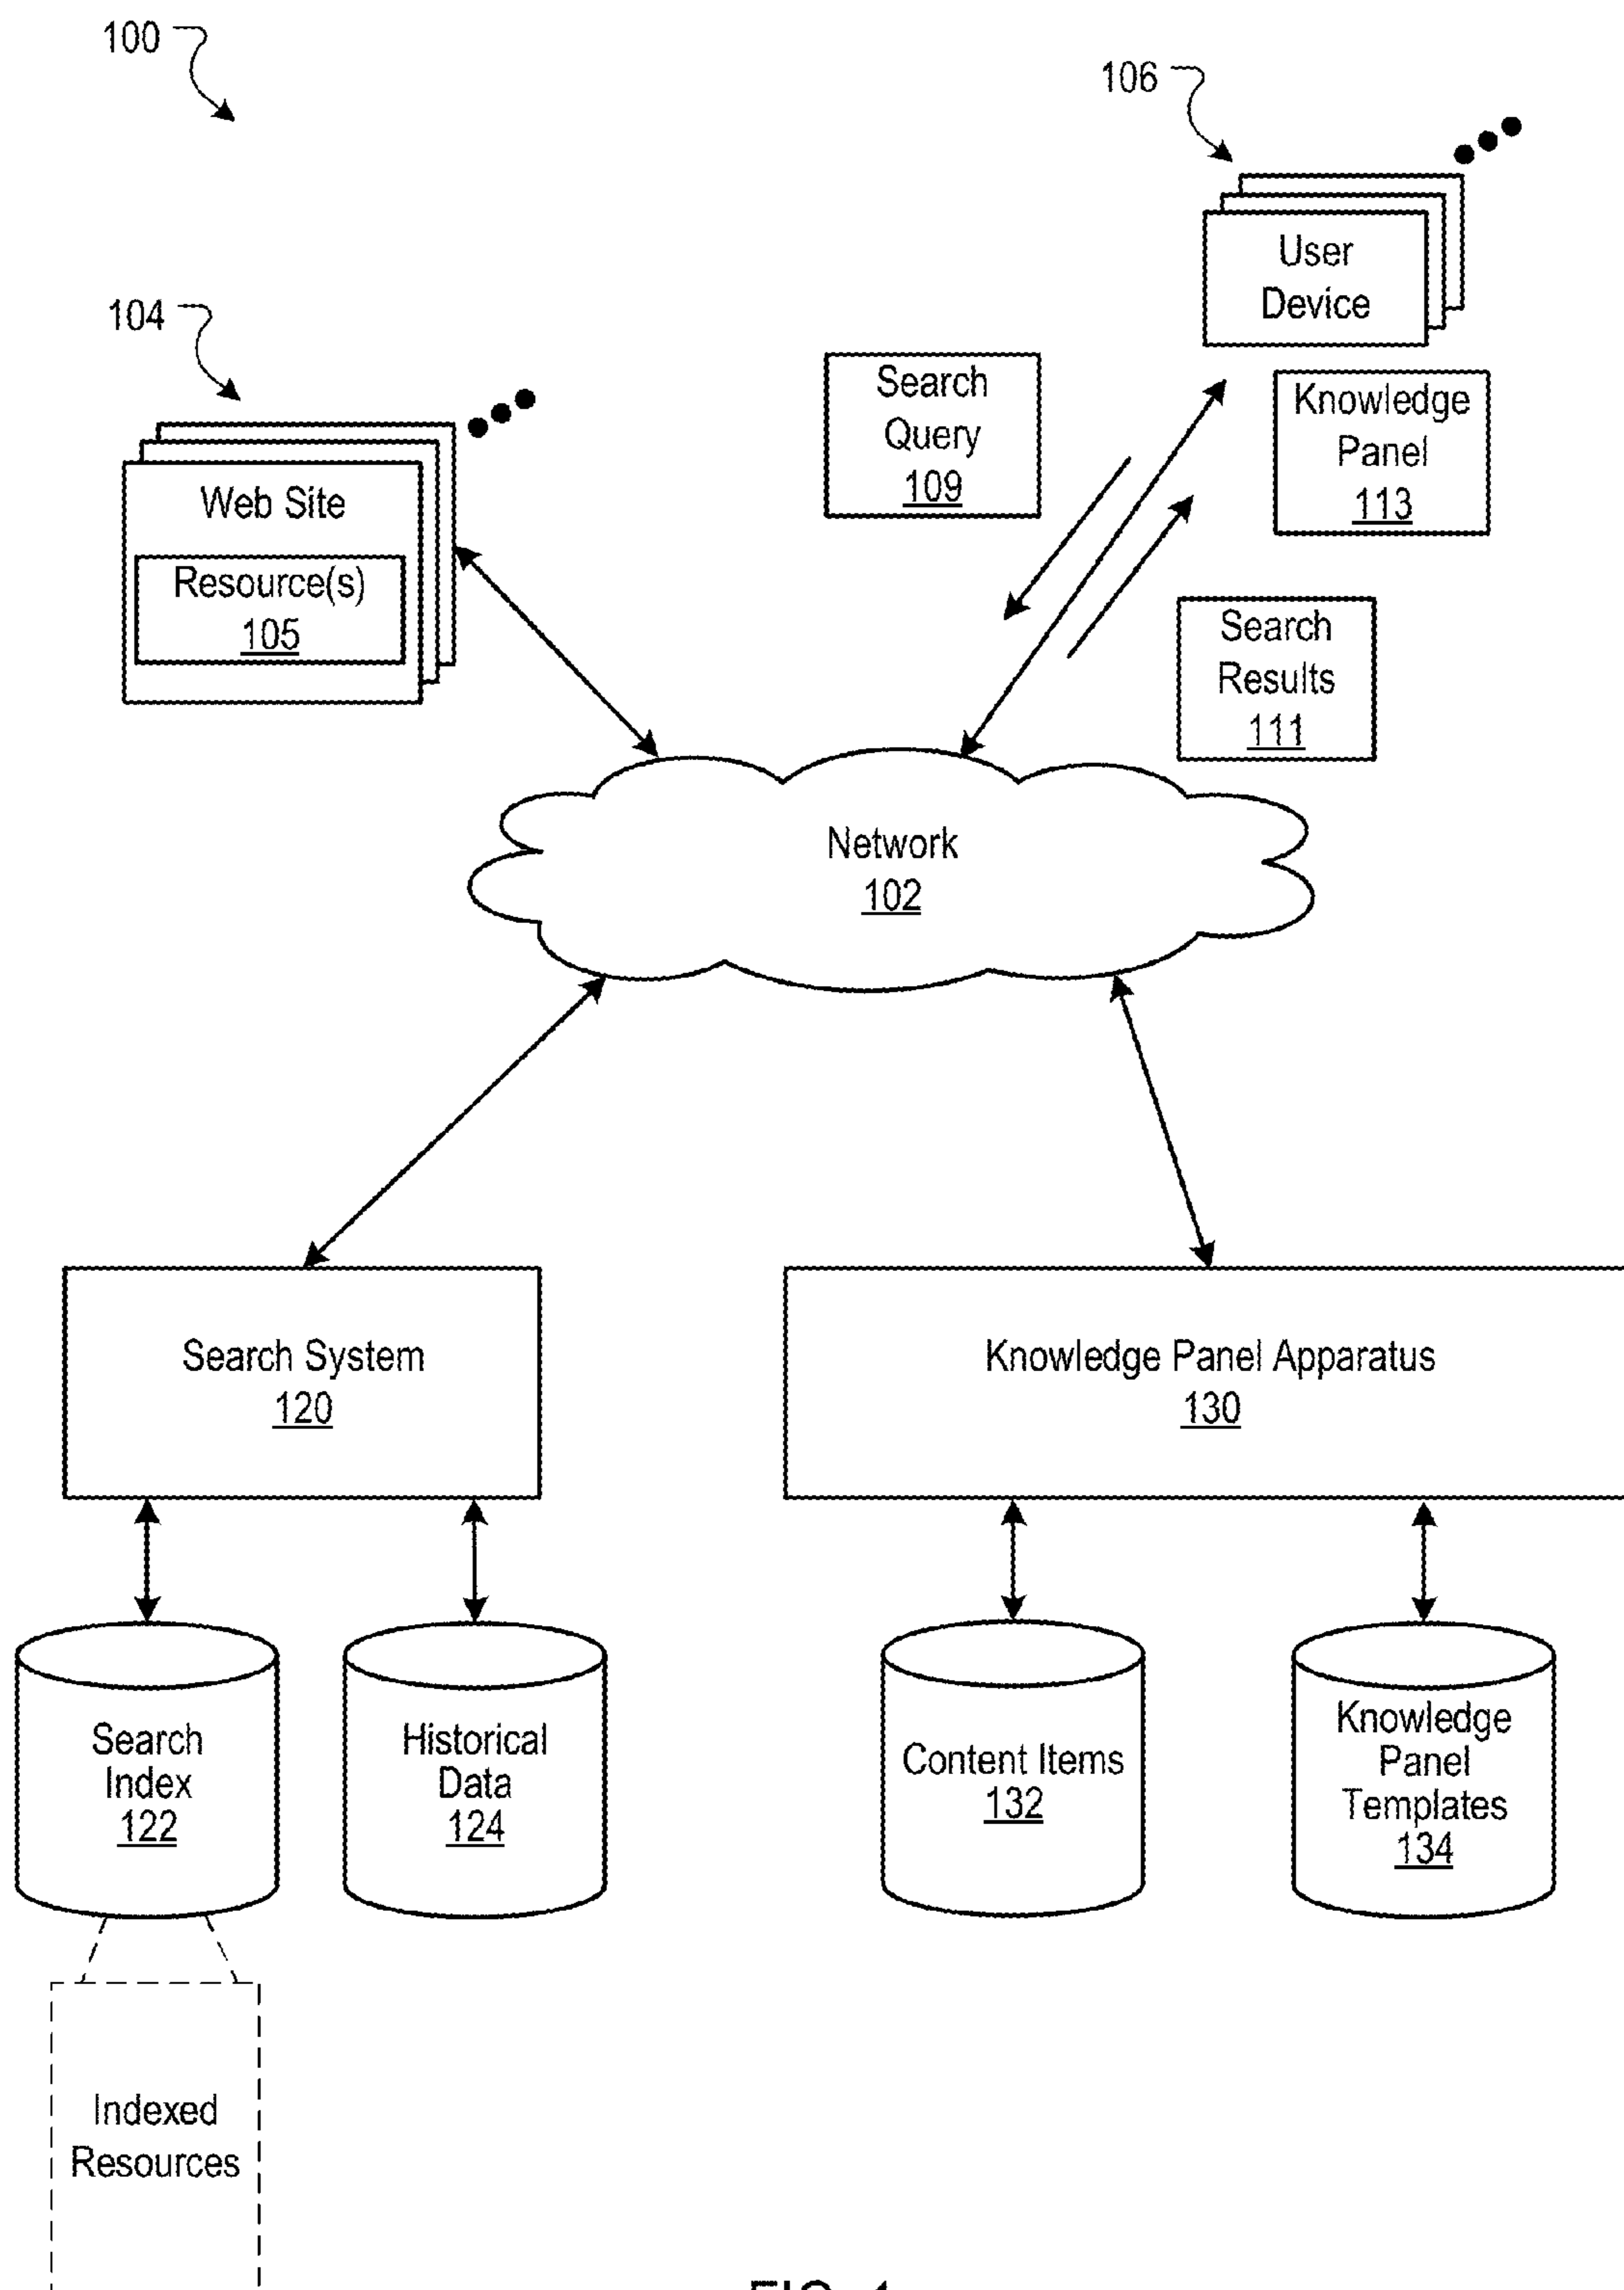 100
106
User
Device
104
Search
Query
109
Knowledge
Panel
113
Web Site
Resource(s)
105
Search
Results
111
Network
102
Search System
120
Knowledge Panel Apparatus
130
Search
Index
122
Historical
Data
124
Content Items
132
Knowledge
Panel
Templates
134
Indexed
Resources